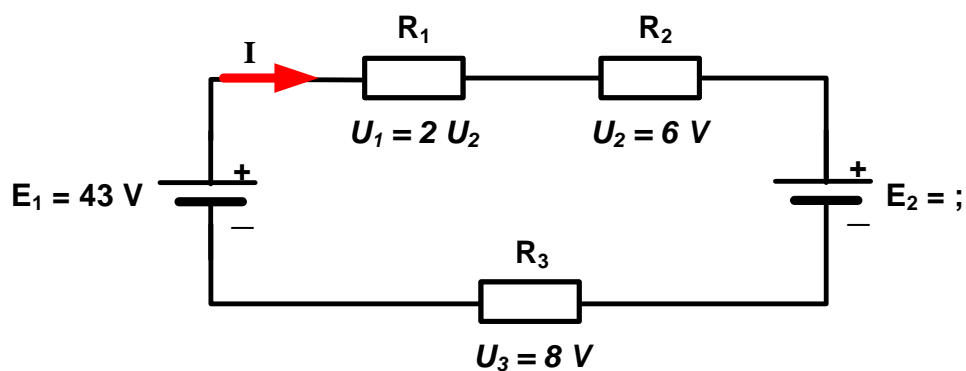 R₁
R₂
I
U₁ = 2 U₂
U₂ = 6 V
+
+
E₁ = 43 V
E₂ = ;
_
_
R₃
U₃ = 8 V